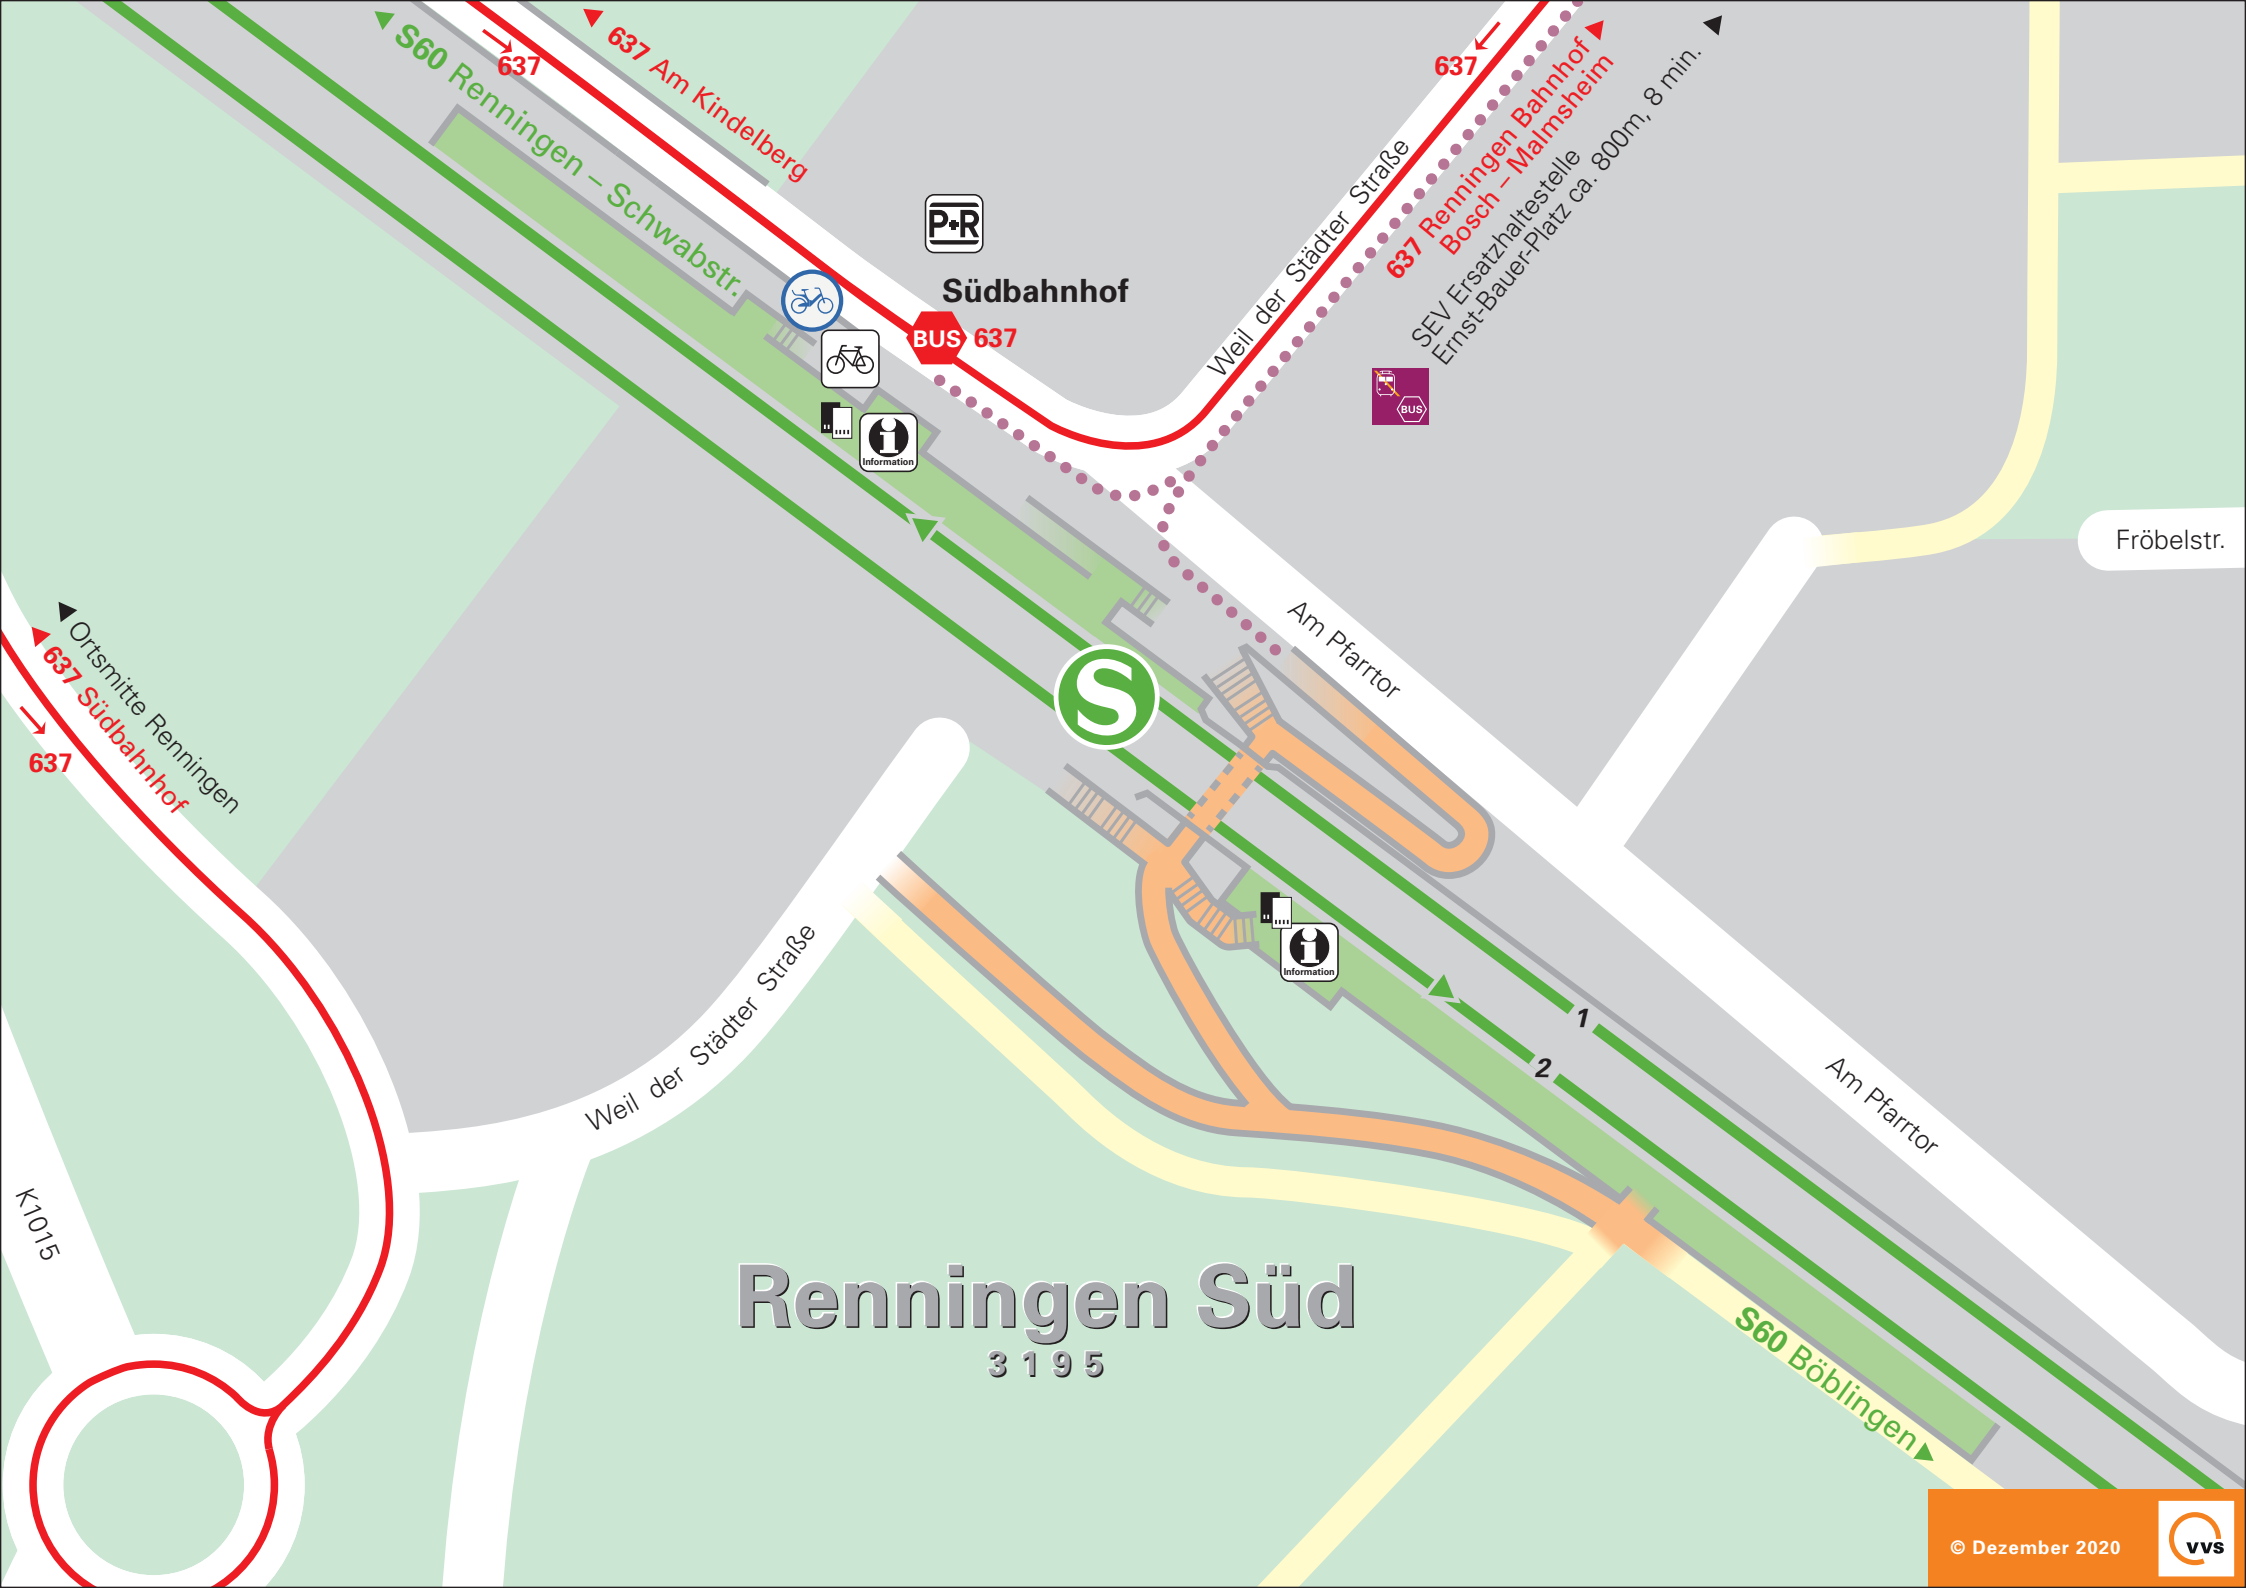 S60 Renningen – Schwabstr.
637
637 Am Kindelberg
637
637 Renningen Bahnhof
Bosch – Malmsheim
SEV Ersatzhaltestelle
Ernst-Bauer-Platz ca. 800m, 8 min.
Weil der Städter Straße
P+R
Südbahnhof
BUS 637
BUS
Information
Fröbelstr.
Am Pfarrtor
S
Ortsmitte Renningen
637 Südbahnhof
637
Weil der Städter Straße
Information
1
2
Am Pfarrtor
K1015
Renningen Süd
3195
S60 Böblingen
© Dezember 2020
VVS